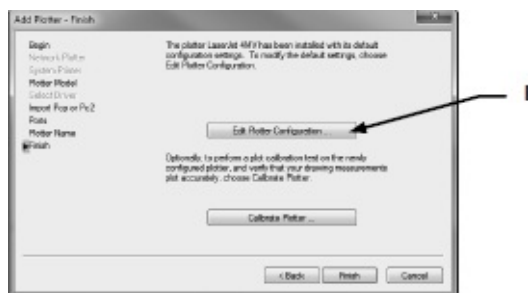 Add Plotter - Finish
Begin
Network Plotter
System Printer
Plotter Model
Select Driver
Import Pcp or Pc2
Ports
Plotter Name
Finish
The plotter LaserJet 4MV has been installed with its default
configuration settings. To modify the default settings, choose
Edit Plotter Configuration.
Edit Plotter Configuration ...
Optionally, to perform a plot calibration test on the newly
configured plotter, and verify that your drawing measurements
plot accurately, choose Calibrate Plotter.
Calibrate Plotter ...
< Back
Finish
Cancel